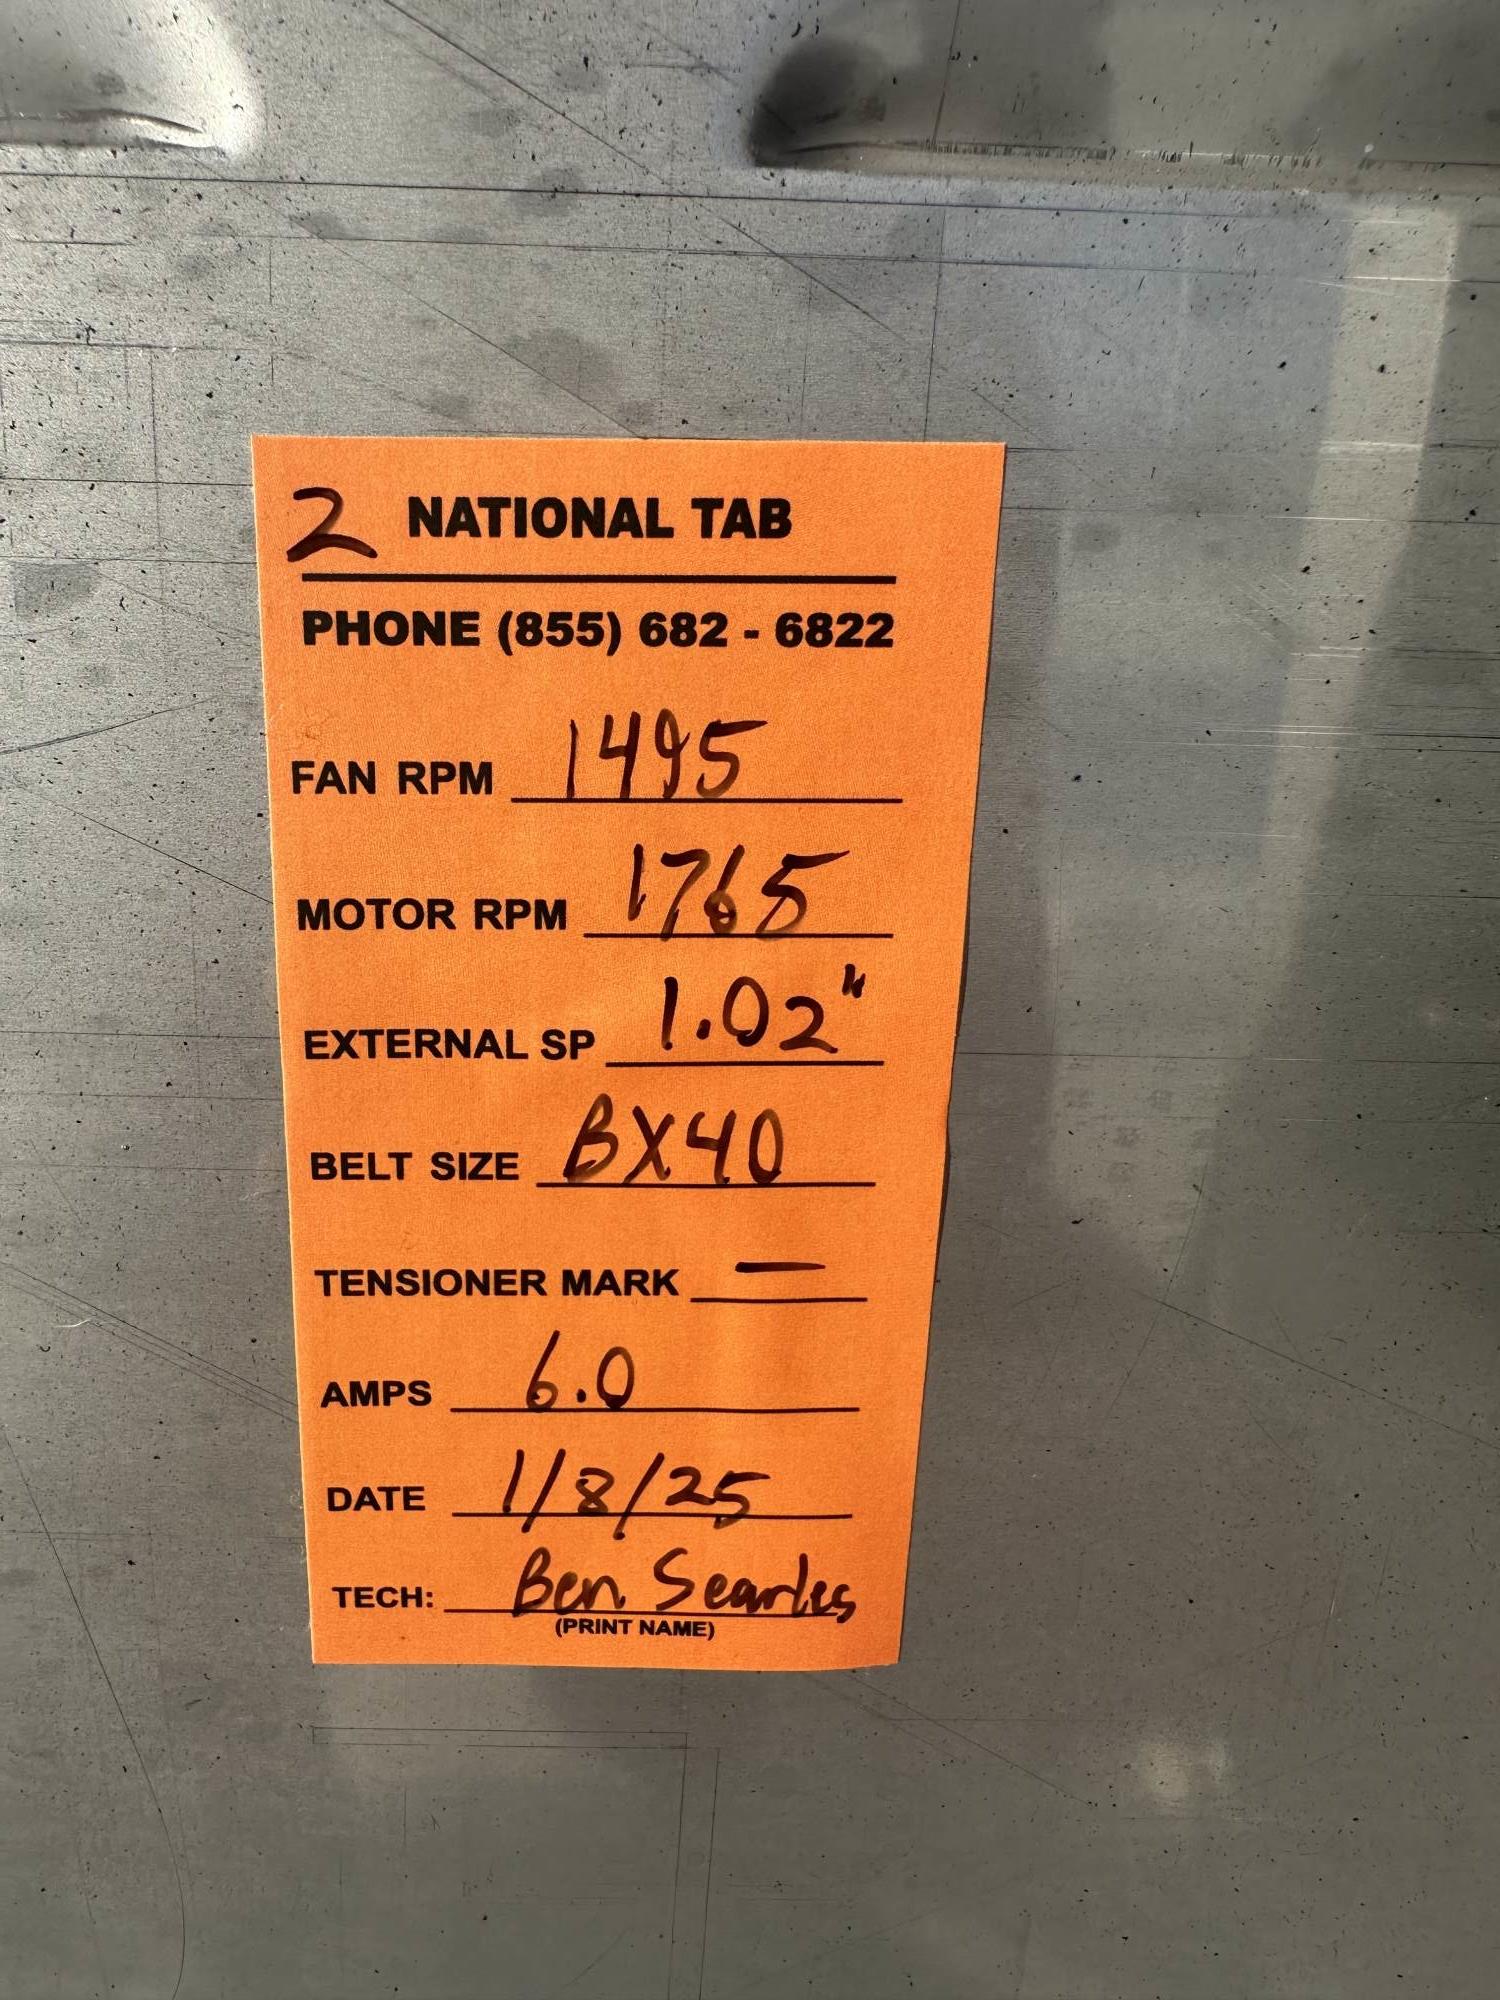 2 NATIONAL TAB
PHONE (855) 682 - 6822
FAN RPM 1495
MOTOR RPM 1765
EXTERNAL SP 1.02"
BELT SIZE BX40
TENSIONER MARK —
AMPS 6.0
DATE 1/8/25
TECH: Ben Searles
(PRINT NAME)